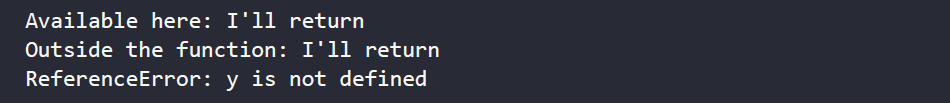 Available here: I'll return
Outside the function: I'll return
ReferenceError: y is not defined